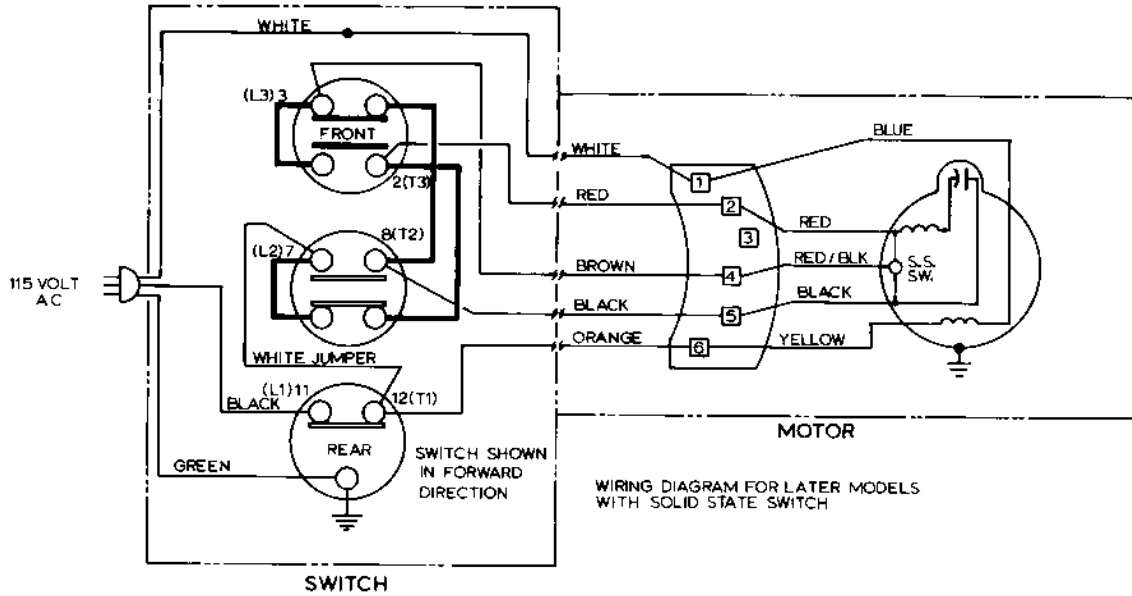 WHITE
(L3)3
FRONT
2(T3)
8(T2)
(L2)7
115 VOLT
A C
WHITE JUMPER
(L1)11
12(T1)
BLACK
REAR
GREEN
SWITCH SHOWN
IN FORWARD
DIRECTION
SWITCH
WHITE
RED
BROWN
BLACK
ORANGE
1
2
3
4
5
6
BLUE
RED
RED/BLK
BLACK
YELLOW
S.S.
SW.
MOTOR
WIRING DIAGRAM FOR LATER MODELS
WITH SOLID STATE SWITCH